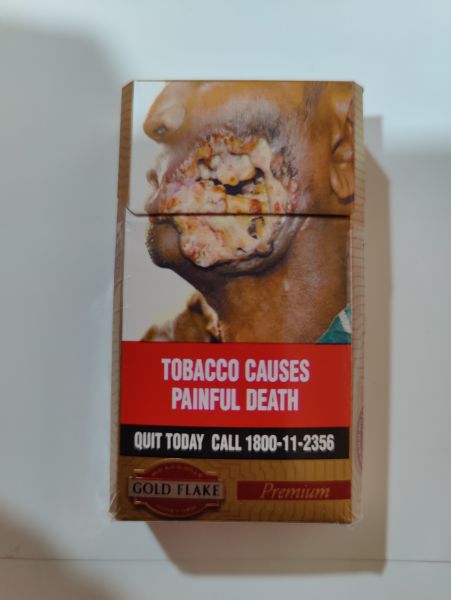 TOBACCO CAUSES
PAINFUL DEATH
QUIT TODAY CALL 1800-11-2356
GOLD FLAKE
Premium